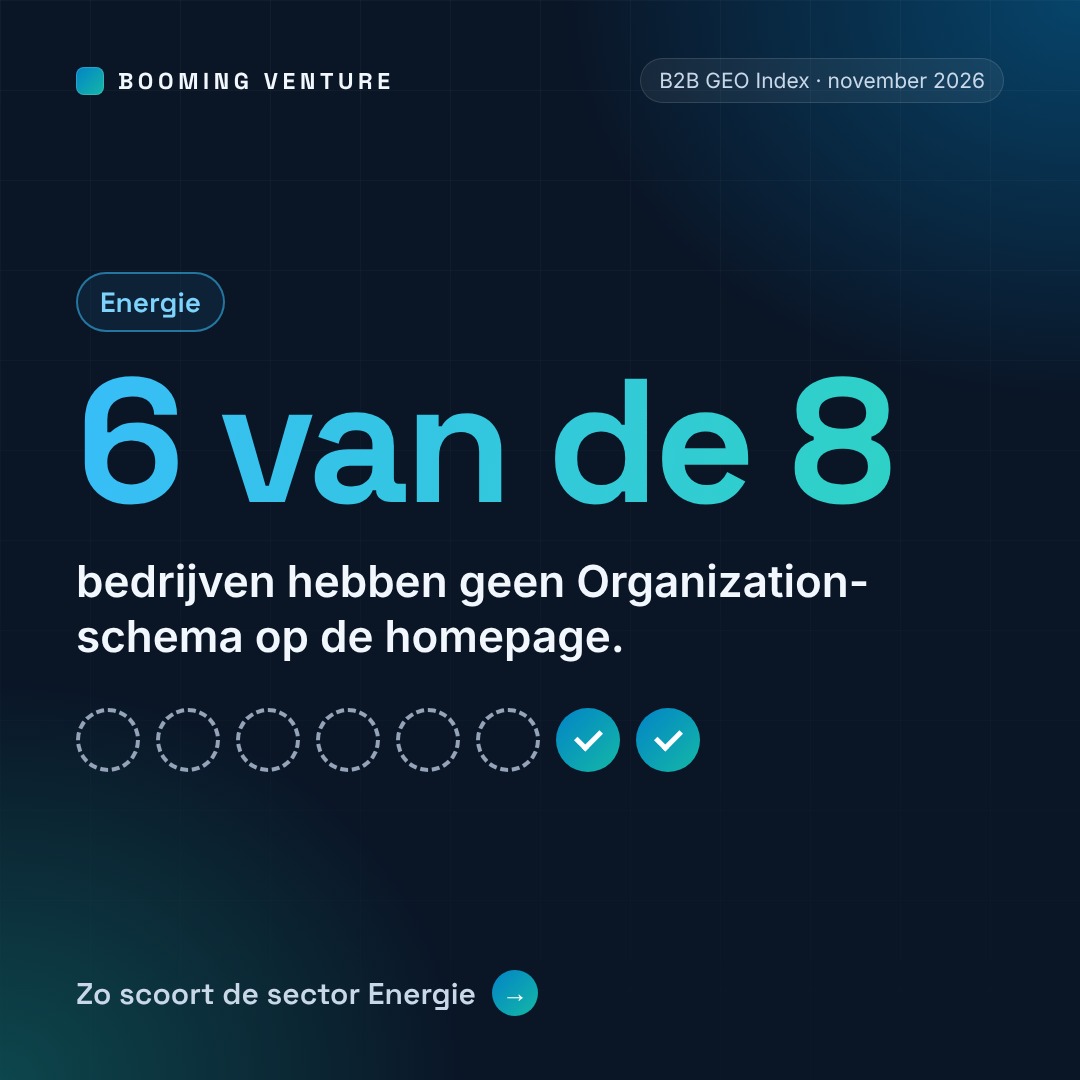 BOOMING VENTURE
B2B GEO Index · november 2026
Energie
6 van de 8
bedrijven hebben geen Organization-
schema op de homepage.
Zo scoort de sector Energie →